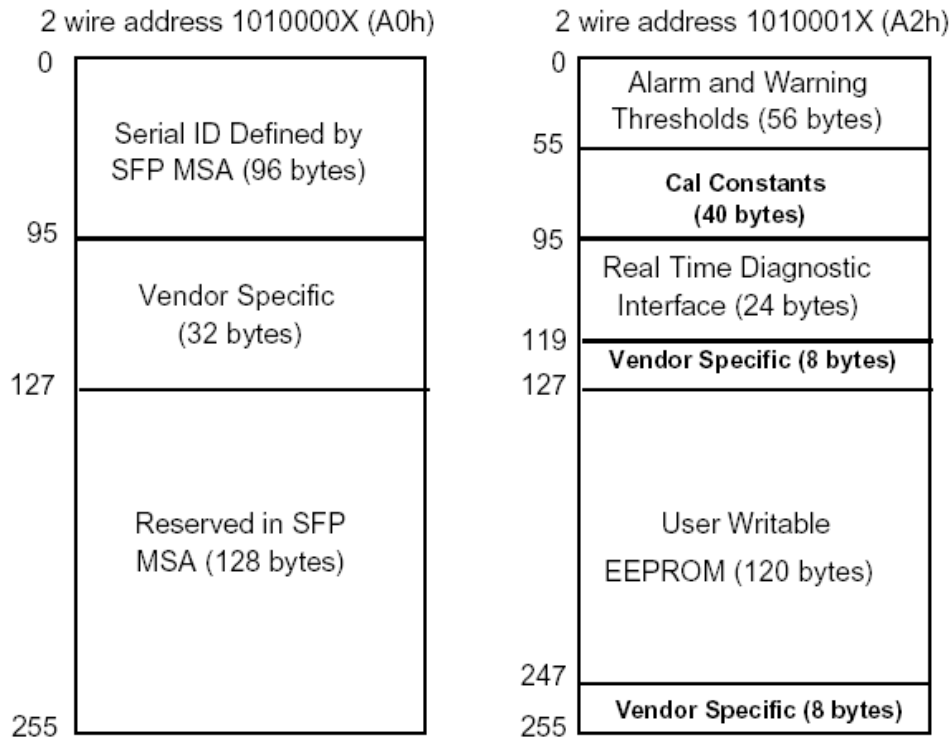 2 wire address 1010000X (A0h)
0
Serial ID Defined by
SFP MSA (96 bytes)
95
Vendor Specific
(32 bytes)
127
Reserved in SFP
MSA (128 bytes)
255
2 wire address 1010001X (A2h)
0
Alarm and Warning
Thresholds (56 bytes)
55
Cal Constants
(40 bytes)
95
Real Time Diagnostic
Interface (24 bytes)
119
Vendor Specific (8 bytes)
127
User Writable
EEPROM (120 bytes)
247
Vendor Specific (8 bytes)
255